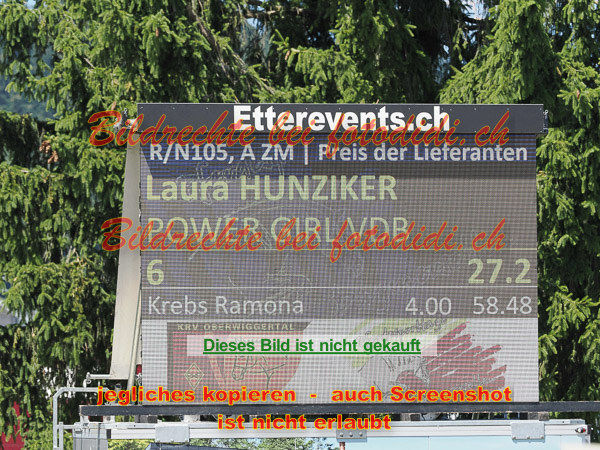 Etterevents.ch
Bildrechte bei fotodidi.ch
R/N105, A ZM | Preis der Lieferanten
Laura HUNZIKER
POWER GIRL VDB
Bildrechte bei fotodidi.ch
6 27.2
Krebs Ramona 4.00 58.48
KRV OBERWIGGERTAL
Dieses Bild ist nicht gekauft
jegliches kopieren - auch Screenshot
ist nicht erlaubt